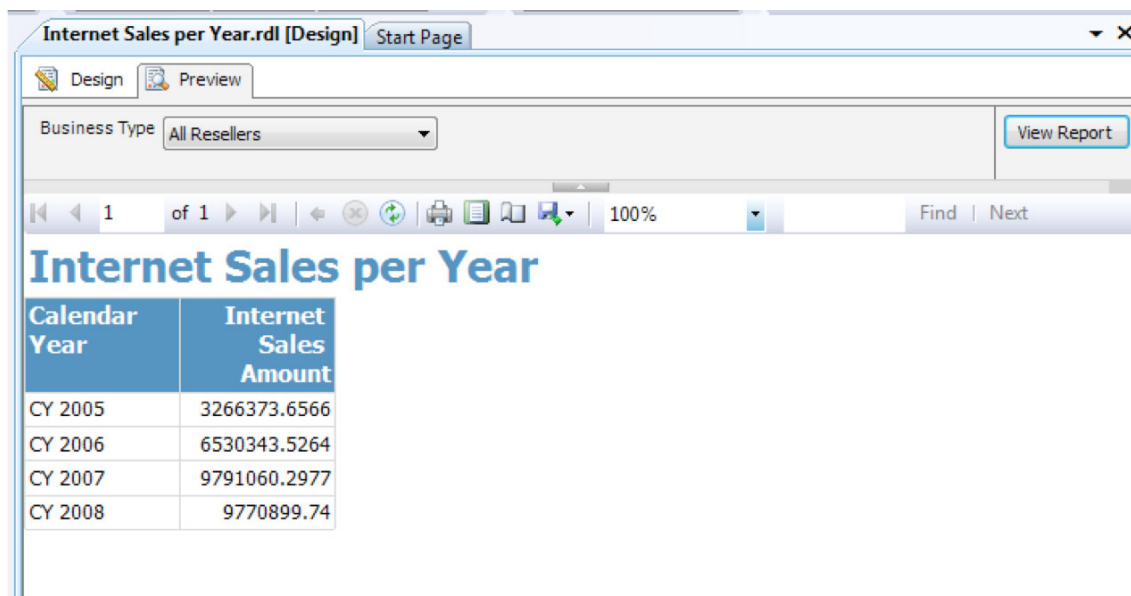 Internet Sales per Year.rdl [Design] Start Page
Design Preview
Business Type All Resellers View Report
1 of 1 100% Find | Next
Internet Sales per Year
Calendar Year Internet Sales Amount
CY 2005 3266373.6566
CY 2006 6530343.5264
CY 2007 9791060.2977
CY 2008 9770899.74